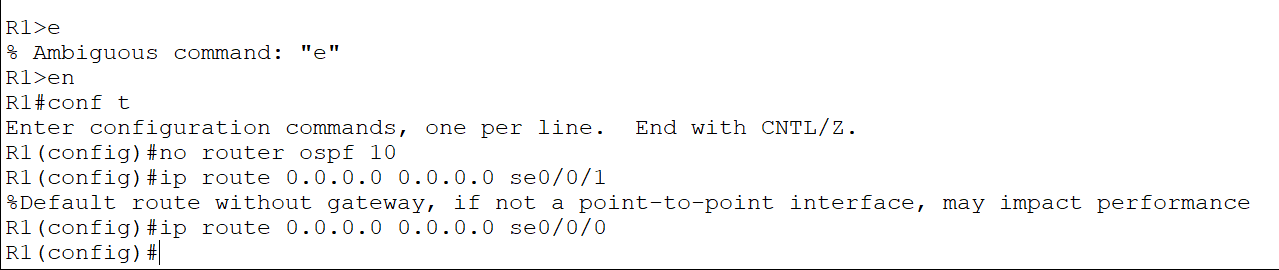 R1>e
% Ambiguous command: "e"
R1>en
R1#conf t
Enter configuration commands, one per line.  End with CNTL/Z.
R1(config)#no router ospf 10
R1(config)#ip route 0.0.0.0 0.0.0.0 se0/0/1
%Default route without gateway, if not a point-to-point interface, may impact performance
R1(config)#ip route 0.0.0.0 0.0.0.0 se0/0/0
R1(config)#